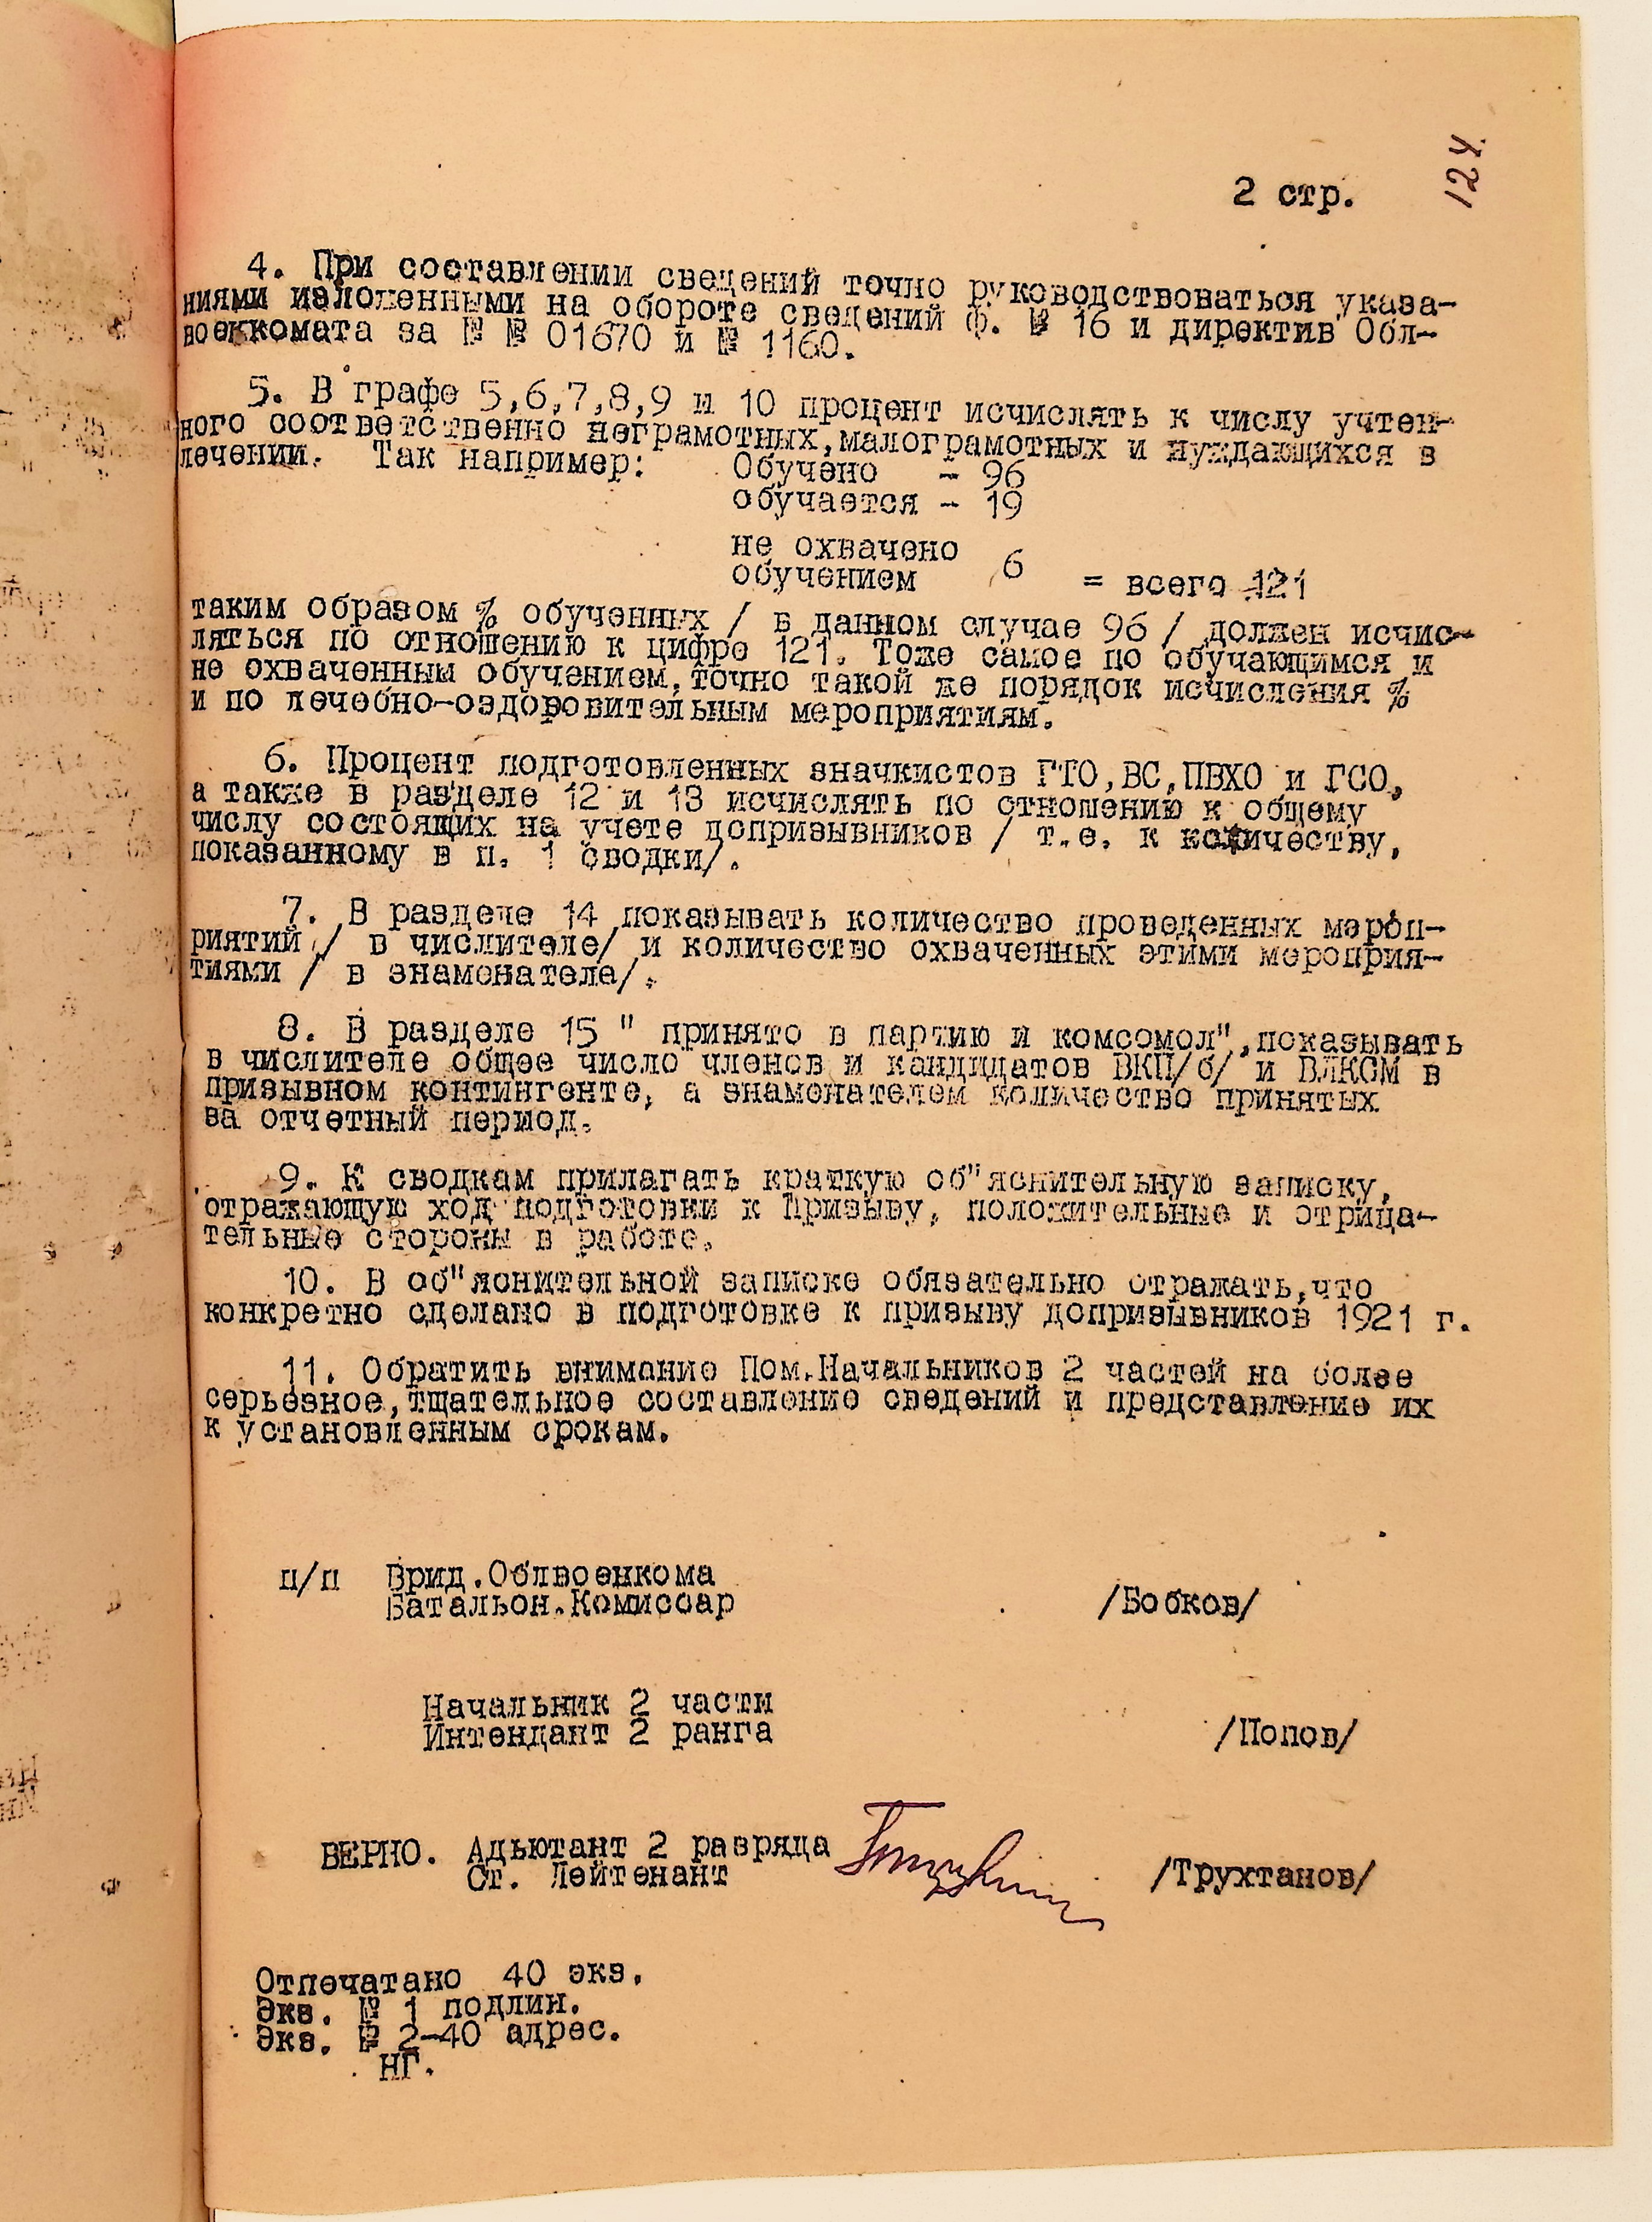 124.
2 стр.
4. При составлении сведений точно руководствоваться указа-
ниями изложенными на обороте сведений ф. № 16 и директив Обл-
военкомата за № № 01670 и № 1160.
5. В графе 5,6,7,8,9 и 10 процент исчислять к числу учтен-
ного соответственно неграмотных,малограмотных и нуждающихся в
лечении. Так например: Обучено - 96
обучается - 19
не охвачено
обучением 6 = всего 121
таким образом % обученных / в данном случае 96 / должен исчис-
ляться по отношению к цифре 121. Тоже самое по обучающимся и
не охваченным обучением,точно такой же порядок исчисления %
и по лечебно-оздоровительным мероприятиям.
6. Процент подготовленных значкистов ГТО,ВС,ПВХО и ГСО,
а также в разделе 12 и 13 исчислять по отношению к общему
числу состоящих на учете допризывников / т.е. к количеству,
показанному в п. 1 сводки/.
7. В разделе 14 показывать количество проведенных мероп-
риятий / в числителе/ и количество охваченных этими мероприя-
тиями / в знаменателе/.
8. В разделе 15 " принято в партию и комсомол",показывать
в числителе общее число членов и кандидатов ВКП/б/ и ВЛКСМ в
призывном контингенте, а знаменателем количество принятых
за отчетный период.
9. К сводкам прилагать краткую об"яснительную записку,
отражающую ход подготовки к призыву, положительные и отрица-
тельные стороны в работе.
10. В об"яснительной записке обязательно отражать,что
конкретно сделано в подготовке к призыву допризывников 1921 г.
11. Обратить внимание Пом.Начальников 2 частей на более
серьезное,тщательное составление сведений и представление их
к установленным срокам.
п/п Врид.Облвоенкома
Батальон.Комиссар /Бобков/
Начальник 2 части
Интендант 2 ранга /Попов/
ВЕРНО. Адьютант 2 разряда
Ст. Лейтенант /Трухтанов/
Отпечатано 40 экз.
Экз. № 1 подлин.
Экз. № 2-40 адрес.
НГ.